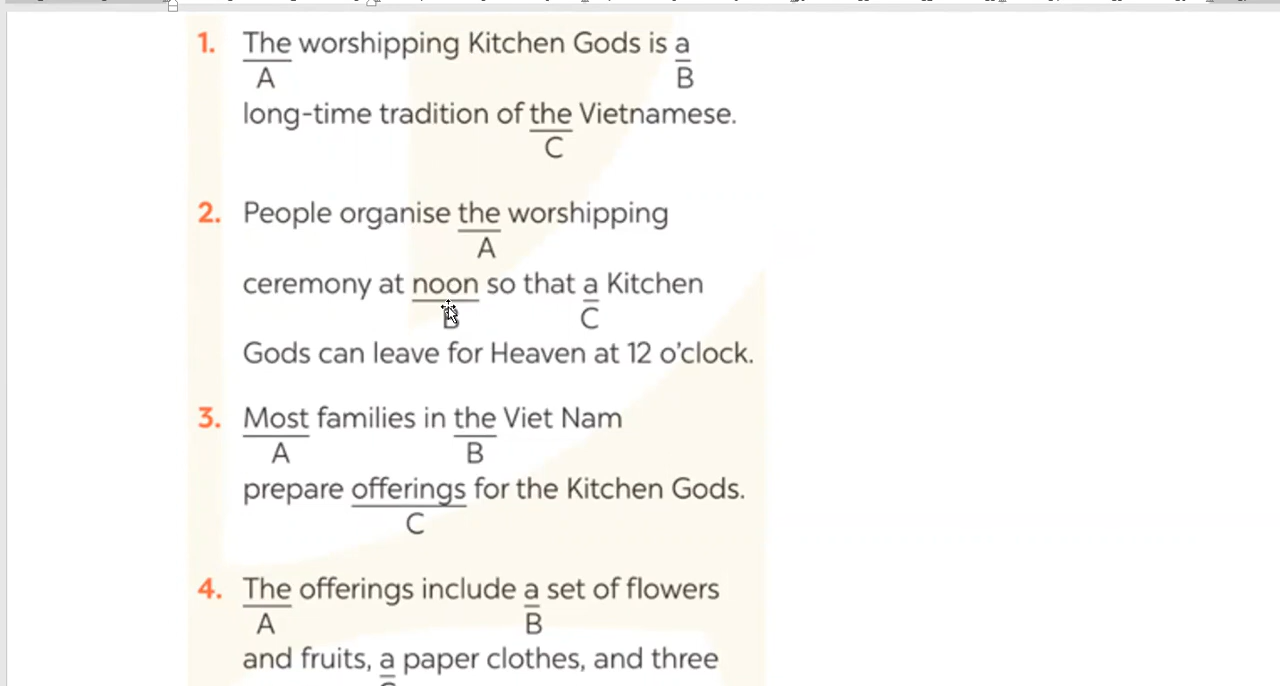 1. The worshipping Kitchen Gods is a
A B
long-time tradition of the Vietnamese.
C
2. People organise the worshipping
A
ceremony at noon so that a Kitchen
B C
Gods can leave for Heaven at 12 o'clock.
3. Most families in the Viet Nam
A B
prepare offerings for the Kitchen Gods.
C
4. The offerings include a set of flowers
A B
and fruits, a paper clothes, and three